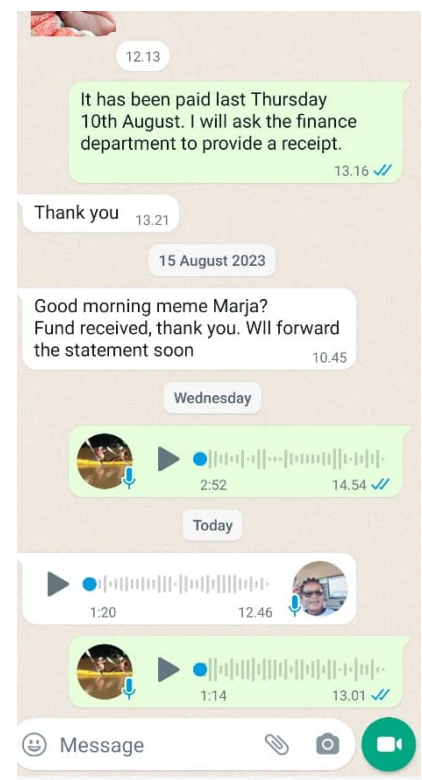 12.13
It has been paid last Thursday
10th August. I will ask the finance
department to provide a receipt.
13.16
Thank you 13.21
15 August 2023
Good morning meme Marja?
Fund received, thank you. Wll forward
the statement soon
10.45
Wednesday
2:52 14.54
Today
1:20 12.46
1:14 13.01
Message